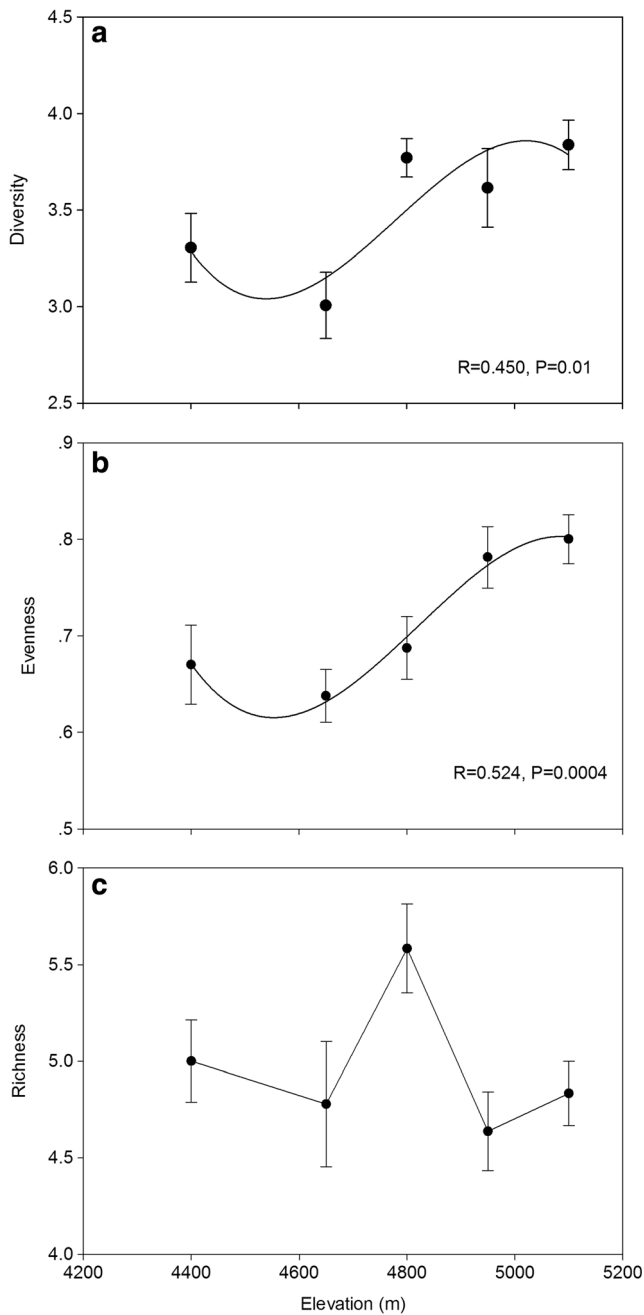 a
4.5
4.0
3.5
3.0
2.5
Diversity
R=0.450, P=0.01
b
.9
.8
.7
.6
.5
Evenness
R=0.524, P=0.0004
c
6.0
5.5
5.0
4.5
4.0
Richness
4200 4400 4600 4800 5000 5200
Elevation (m)